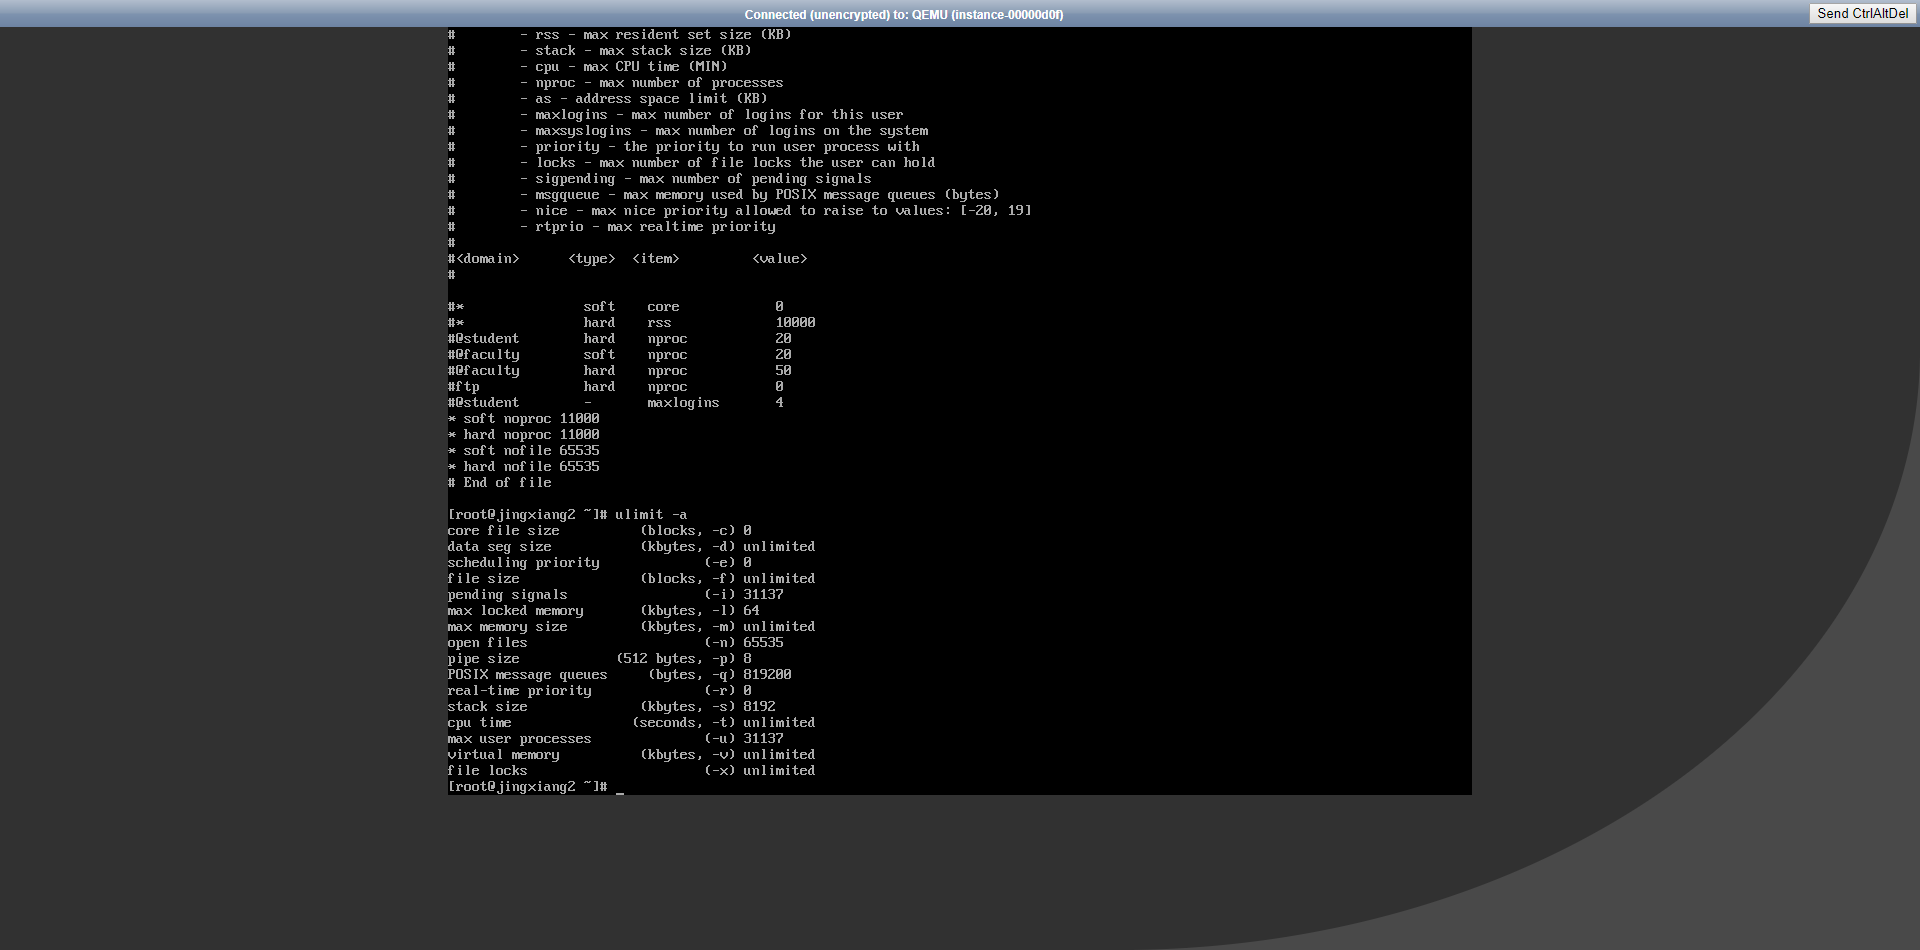 Connected (unencrypted) to: QEMU (instance-00000d0f)
Send CtrlAltDel
#        - rss - max resident set size (KB)
#        - stack - max stack size (KB)
#        - cpu - max CPU time (MIN)
#        - nproc - max number of processes
#        - as - address space limit (KB)
#        - maxlogins - max number of logins for this user
#        - maxsyslogins - max number of logins on the system
#        - priority - the priority to run user process with
#        - locks - max number of file locks the user can hold
#        - sigpending - max number of pending signals
#        - msgqueue - max memory used by POSIX message queues (bytes)
#        - nice - max nice priority allowed to raise to values: [-20, 19]
#        - rtprio - max realtime priority
#
#<domain>      <type>  <item>         <value>
#
#*               soft    core            0
#*               hard    rss             10000
#@student        hard    nproc           20
#@faculty        soft    nproc           20
#@faculty        hard    nproc           50
#ftp             hard    nproc           0
#@student        -       maxlogins       4
* soft noproc 11000
* hard noproc 11000
* soft nofile 65535
* hard nofile 65535
# End of file
[root@jingxiang2 ~]# ulimit -a
core file size          (blocks, -c) 0
data seg size           (kbytes, -d) unlimited
scheduling priority             (-e) 0
file size               (blocks, -f) unlimited
pending signals                 (-i) 31137
max locked memory       (kbytes, -l) 64
max memory size         (kbytes, -m) unlimited
open files                      (-n) 65535
pipe size            (512 bytes, -p) 8
POSIX message queues     (bytes, -q) 819200
real-time priority              (-r) 0
stack size              (kbytes, -s) 8192
cpu time               (seconds, -t) unlimited
max user processes              (-u) 31137
virtual memory          (kbytes, -v) unlimited
file locks                      (-x) unlimited
[root@jingxiang2 ~]# _